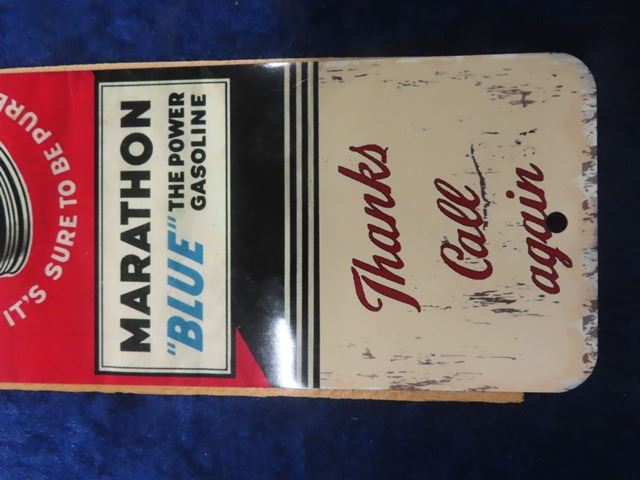 IT'S SURE TO BE PURE
MARATHON
"BLUE" THE POWER
GASOLINE
Thanks
Call
again